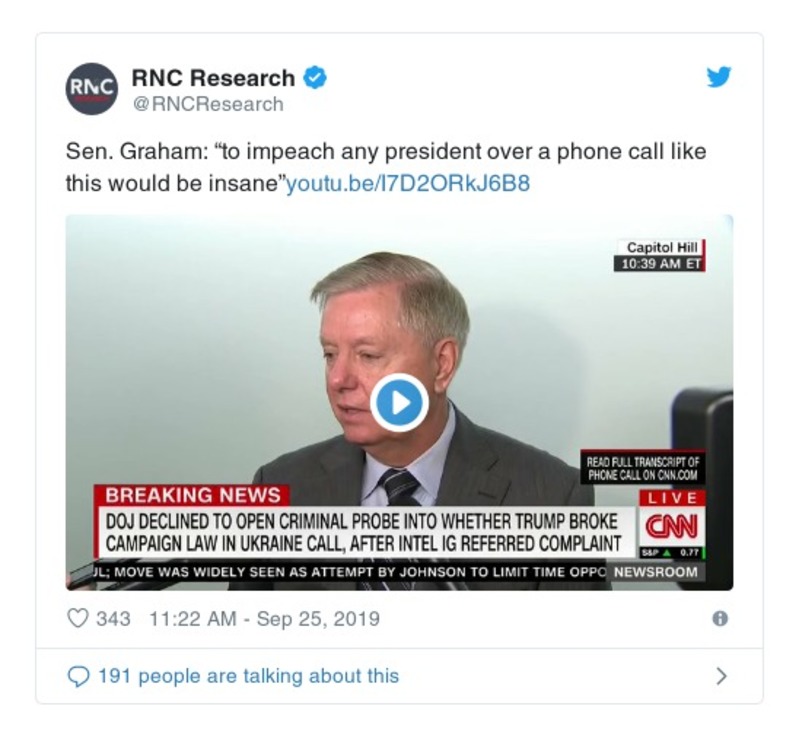 RNC
RNC Research
@RNCResearch
Sen. Graham: “to impeach any president over a phone call like
this would be insane”youtu.be/I7D2ORkJ6B8
Capitol Hill
10:39 AM ET
READ FULL TRANSCRIPT OF
PHONE CALL ON CNN.COM
BREAKING NEWS
LIVE
DOJ DECLINED TO OPEN CRIMINAL PROBE INTO WHETHER TRUMP BROKE
CAMPAIGN LAW IN UKRAINE CALL, AFTER INTEL IG REFERRED COMPLAINT
CNN
S&P ▲ 0.77
UL; MOVE WAS WIDELY SEEN AS ATTEMPT BY JOHNSON TO LIMIT TIME OPPO
NEWSROOM
343 11:22 AM - Sep 25, 2019
191 people are talking about this